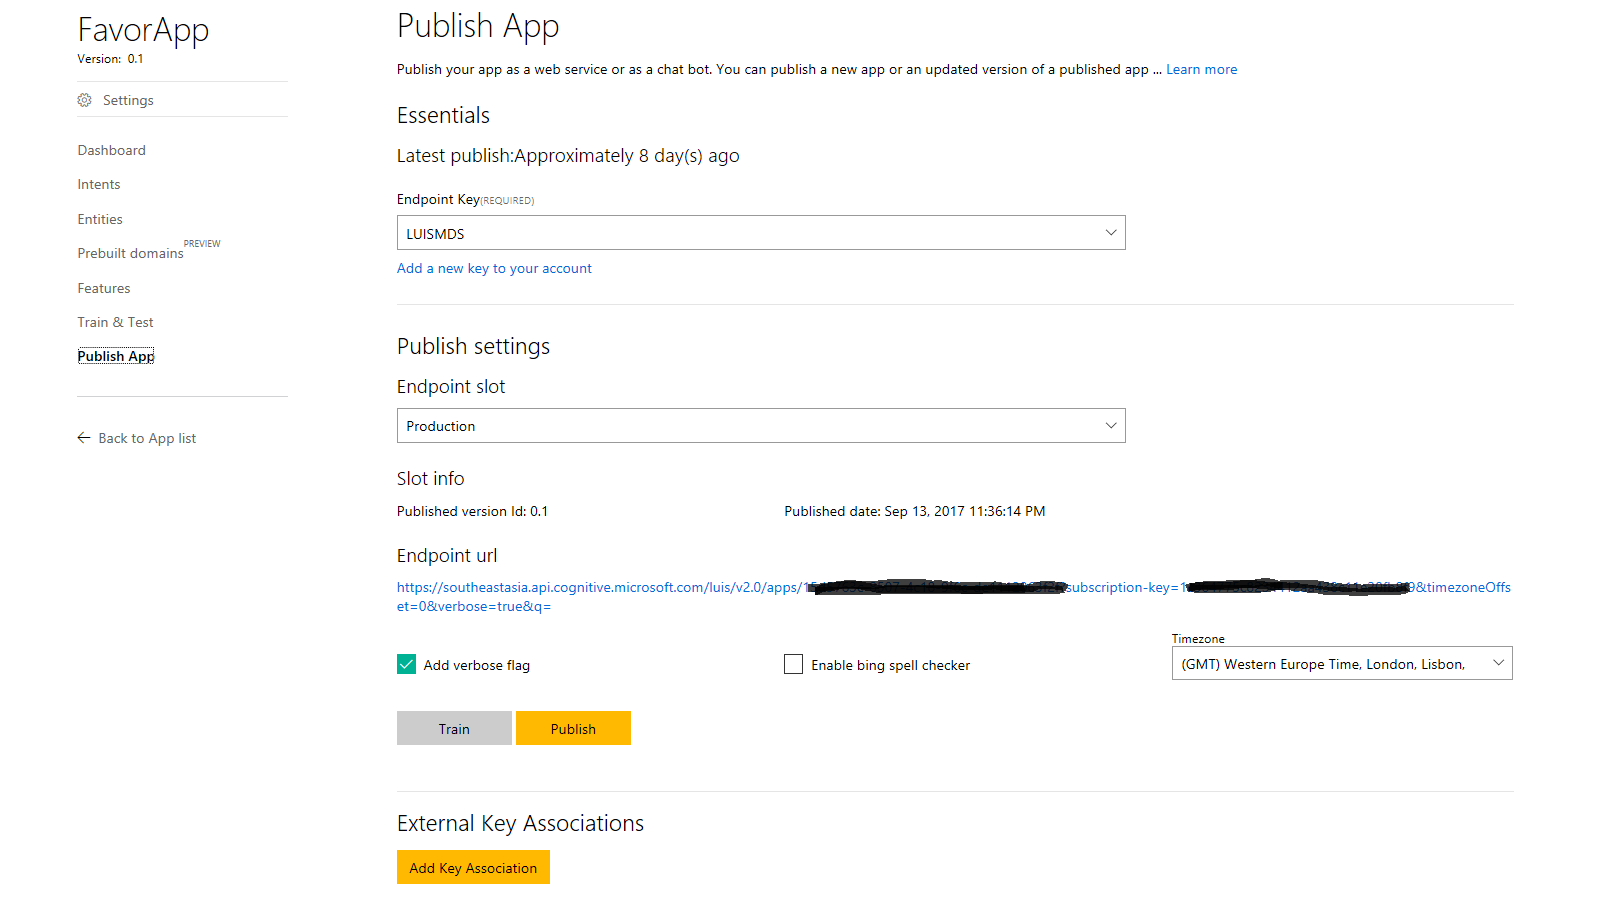 FavorApp
Version: 0.1
Settings
Dashboard
Intents
Entities
Prebuilt domains PREVIEW
Features
Train & Test
Publish App
Back to App list
Publish App
Publish your app as a web service or as a chat bot. You can publish a new app or an updated version of a published app ... Learn more
Essentials
Latest publish:Approximately 8 day(s) ago
Endpoint Key(REQUIRED)
LUISMDS
Add a new key to your account
Publish settings
Endpoint slot
Production
Slot info
Published version Id: 0.1
Published date: Sep 13, 2017 11:36:14 PM
Endpoint url
https://southeastasia.api.cognitive.microsoft.com/luis/v2.0/apps/ subscription-key= &timezoneOffs
et=0&verbose=true&q=
Add verbose flag
Enable bing spell checker
Timezone
(GMT) Western Europe Time, London, Lisbon,
Train
Publish
External Key Associations
Add Key Association